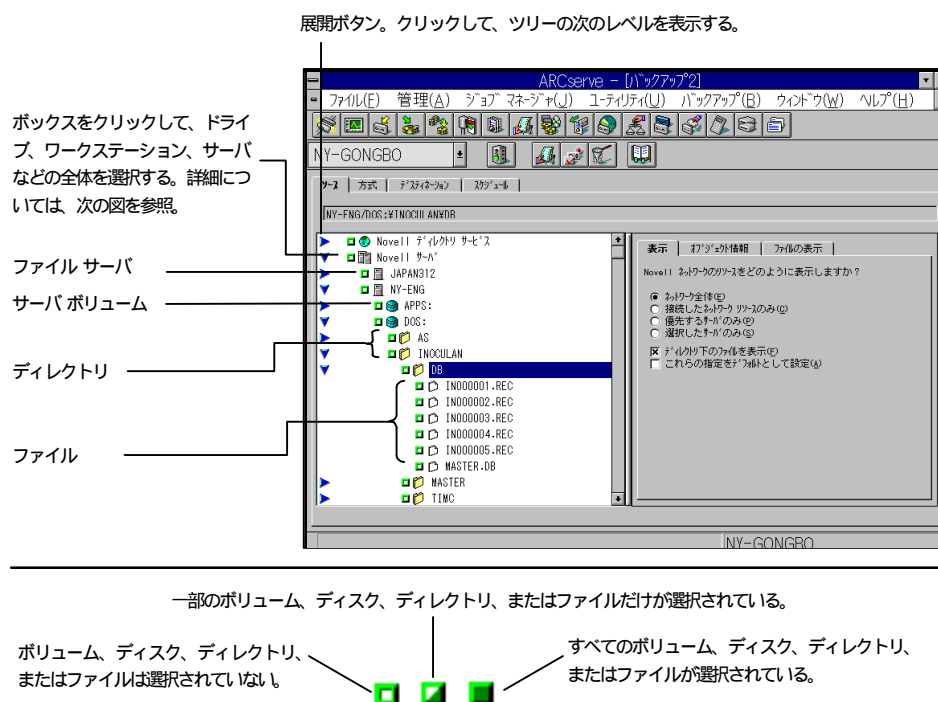 展開ボタン。クリックして、ツリーの次のレベルを表示する。
ARCserve - [ﾊﾞｯｸｱｯﾌﾟ2]
ﾌｧｲﾙ(F) 管理(A) ｼﾞｮﾌﾞ ﾏﾈｰｼﾞｬ(J) ﾕｰﾃｨﾘﾃｨ(U) ﾊﾞｯｸｱｯﾌﾟ(B) ｳｨﾝﾄﾞｳ(W) ﾍﾙﾌﾟ(H)
ボックスをクリックして、ドライ
ブ、ワークステーション、サーバ
などの全体を選択する。詳細につ
いては、次の図を参照。
NY-GONGBO
ｿｰｽ 方式 ﾃﾞｽﾃｨﾈｰｼｮﾝ ｽｹｼﾞｭｰﾙ
NY-ENG/DOS:¥INOCULAN¥DB
Novell ﾃﾞｨﾚｸﾄﾘ ｻｰﾋﾞｽ
Novell ｻｰﾊﾞ
JAPAN312
NY-ENG
APPS:
DOS:
AS
INOCULAN
DB
IN000001.REC
IN000002.REC
IN000003.REC
IN000004.REC
IN000005.REC
MASTER.DB
MASTER
TIMC
ファイル サーバ
サーバ ボリューム
ディレクトリ
ファイル
表示 ｵﾌﾞｼﾞｪｸﾄ情報 ﾌｧｲﾙの表示
Novell ﾈｯﾄﾜｰｸのﾘｿｰｽをどのように表示しますか？
ﾈｯﾄﾜｰｸ全体(E)
接続したﾈｯﾄﾜｰｸ ﾘｿｰｽのみ(C)
優先するｻｰﾊﾞのみ(P)
選択したｻｰﾊﾞのみ(S)
ﾃﾞｨﾚｸﾄﾘ下のﾌｧｲﾙを表示(F)
これらの指定をﾃﾞﾌｫﾙﾄとして設定(A)
NY-GONGBO
一部のボリューム、ディスク、ディレクトリ、またはファイルだけが選択されている。
ボリューム、ディスク、ディレクトリ、
またはファイルは選択されていない。
すべてのボリューム、ディスク、ディレクトリ、
またはファイルが選択されている。